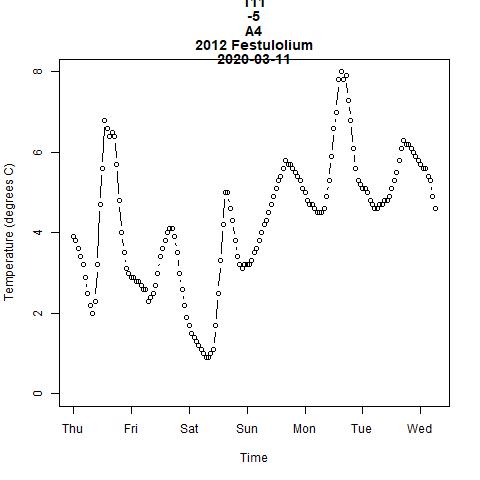 T11
-5
A4
2012 Festulolium
2020-03-11
Temperature (degrees C)
8
6
4
2
0
Thu Fri Sat Sun Mon Tue Wed
Time